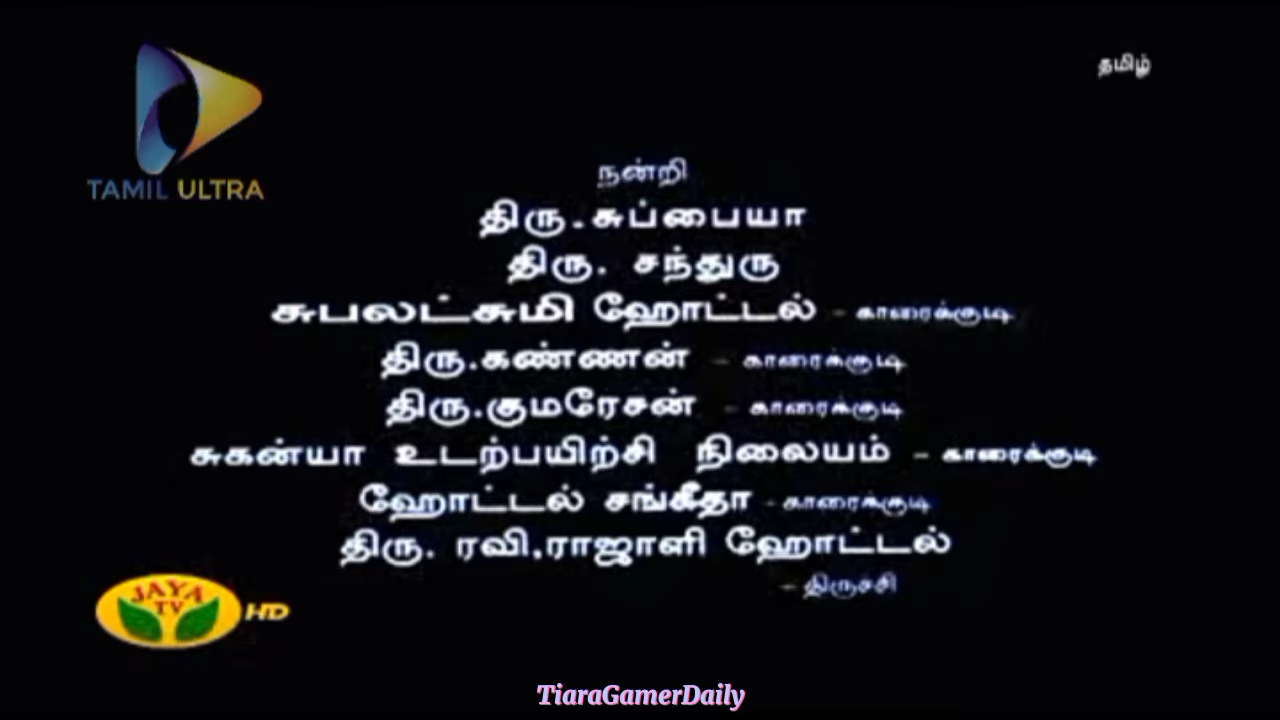 தமிழ்
TAMIL ULTRA
நன்றி
திரு.சுப்பையா
திரு. சந்துரு
சுபலட்சுமி ஹோட்டல் - காரைக்குடி
திரு.கண்ணன் - காரைக்குடி
திரு.குமரேசன் - காரைக்குடி
சுகன்யா உடற்பயிற்சி நிலையம் - காரைக்குடி
ஹோட்டல் சங்கீதா - காரைக்குடி
திரு. ரவி,ராஜாளி ஹோட்டல்
- திருச்சி
JAYA
TV
HD
TiaraGamerDaily